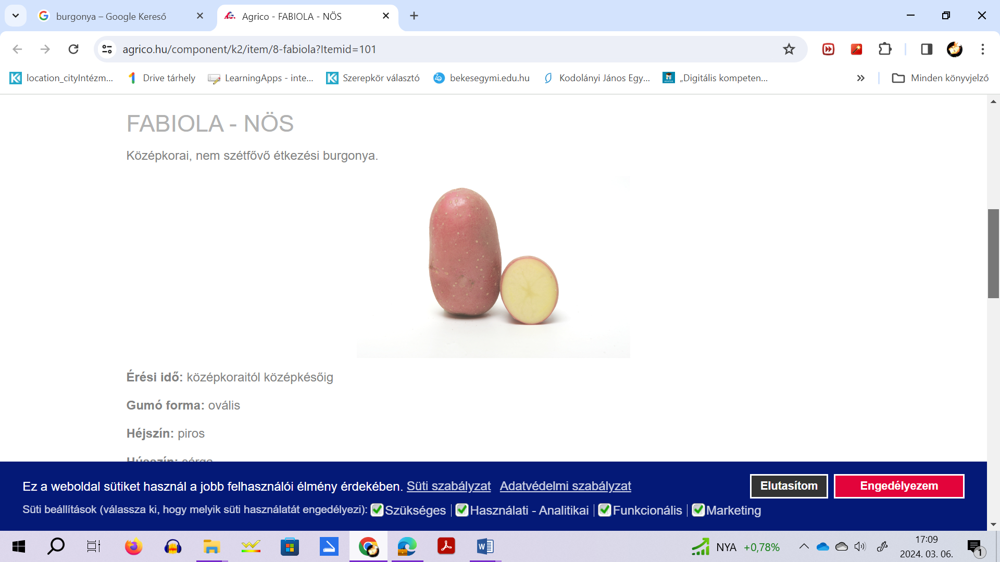 burgonya – Google Kereső
Agrico - FABIOLA - NÖS
agrico.hu/component/k2/item/8-fabiola?Itemid=101
location_cityIntézm...
Drive tárhely
LearningApps - inte...
Szerepkör választó
bekesegymi.edu.hu
Kodolányi János Egy...
„Digitális kompeten...
Minden könyvjelző
FABIOLA - NÖS
Középkorai, nem szétfővő étkezési burgonya.
Érési idő: középkoraitól középkésőig
Gumó forma: ovális
Héjszín: piros
Hússzín: sárga
Ez a weboldal sütiket használ a jobb felhasználói élmény érdekében. Süti szabályzat Adatvédelmi szabályzat
Elutasítom
Engedélyezem
Süti beállítások (válassza ki, hogy melyik süti használatát engedélyezi): Szükséges | Használati - Analitikai | Funkcionális | Marketing
NYA +0,78%
17:09
2024. 03. 06.
1